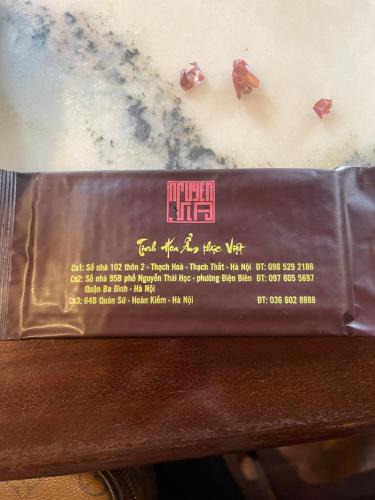 NGUYEN
Tinh Hoa Ẩm thực Việt
Cs1: Số nhà 102 thôn 2 - Thạch Hoà - Thạch Thất - Hà Nội ĐT: 098 529 2186
Cs2: Số nhà 95B phố Nguyễn Thái Học - phường Điện Biên ĐT: 097 605 5697
Quận Ba Đình - Hà Nội
Cs3: 64B Quán Sứ - Hoàn Kiếm - Hà Nội ĐT: 036 602 8888